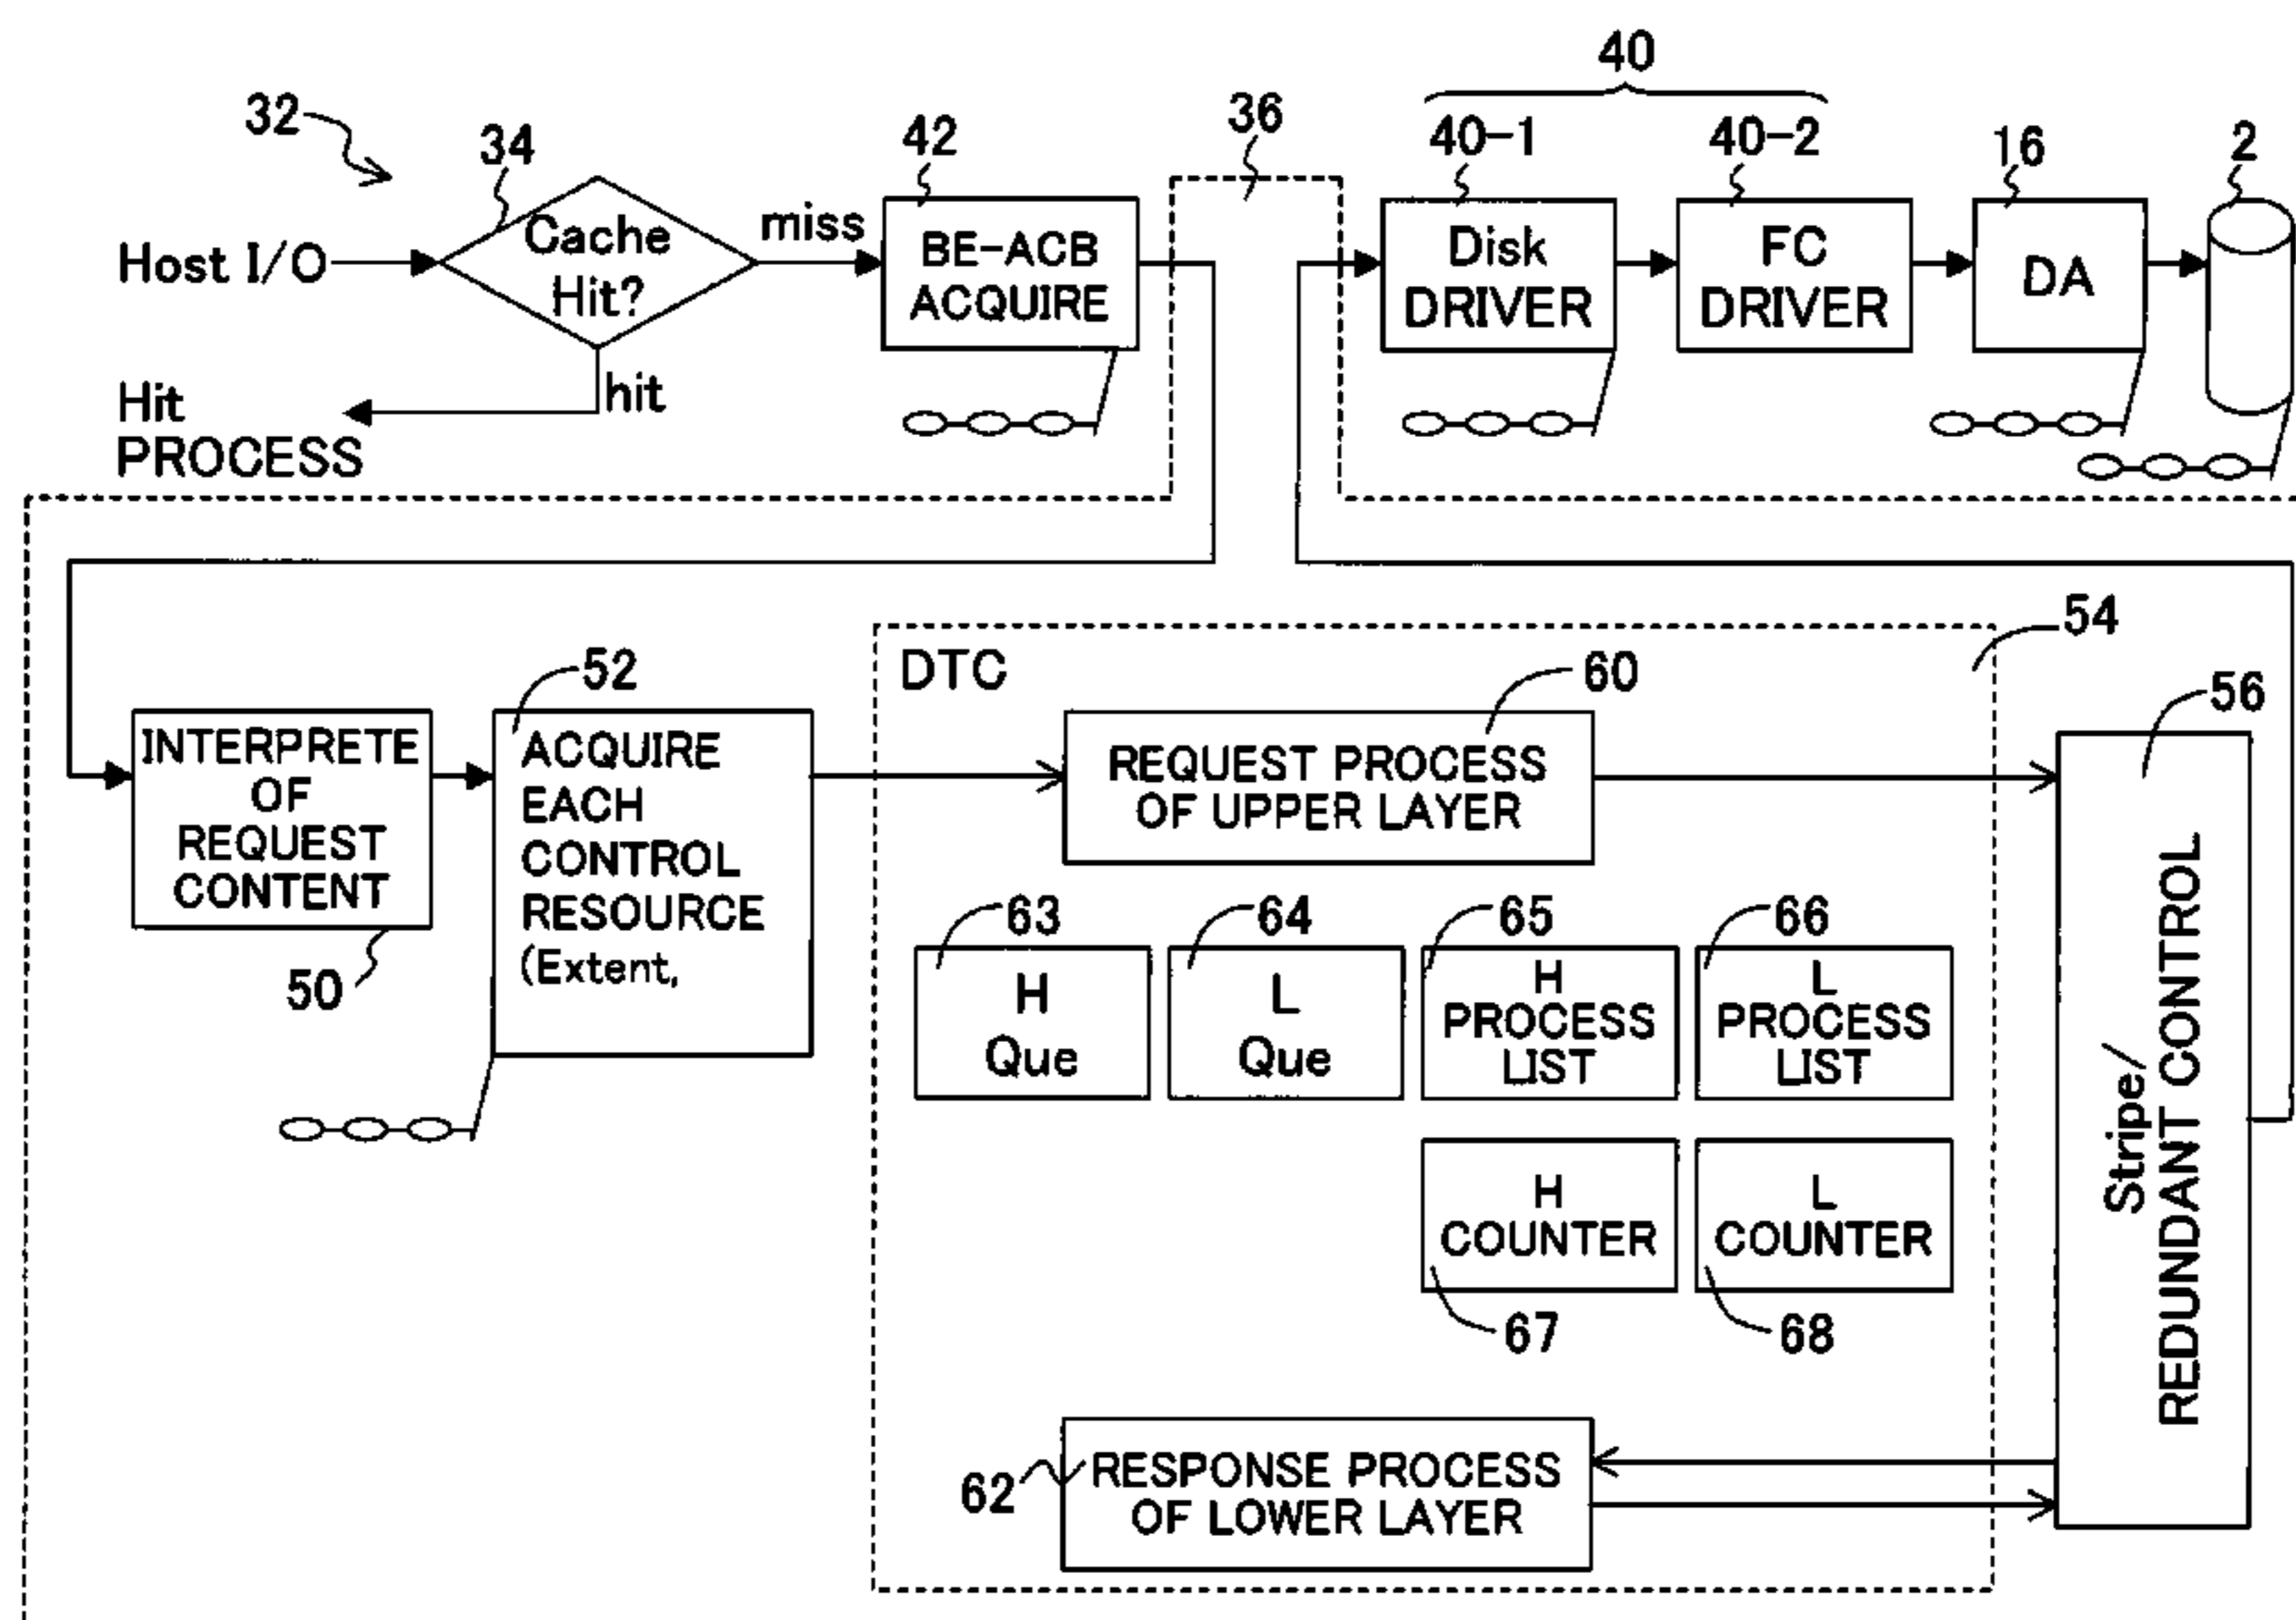 40
32
34
42
36
40-1
40-2
16
2
Host I/O
Cache
Hit?
miss
BE-ACB
ACQUIRE
Disk
DRIVER
FC
DRIVER
DA
hit
Hit
PROCESS
54
DTC
52
60
56
INTERPRETE
OF
REQUEST
CONTENT
50
ACQUIRE
EACH
CONTROL
RESOURCE
(Extent,
REQUEST PROCESS
OF UPPER LAYER
63
64
65
66
H
Que
L
Que
H
PROCESS
LIST
L
PROCESS
LIST
H
COUNTER
L
COUNTER
67
68
Stripe/
REDUNDANT CONTROL
62
RESPONSE PROCESS
OF LOWER LAYER